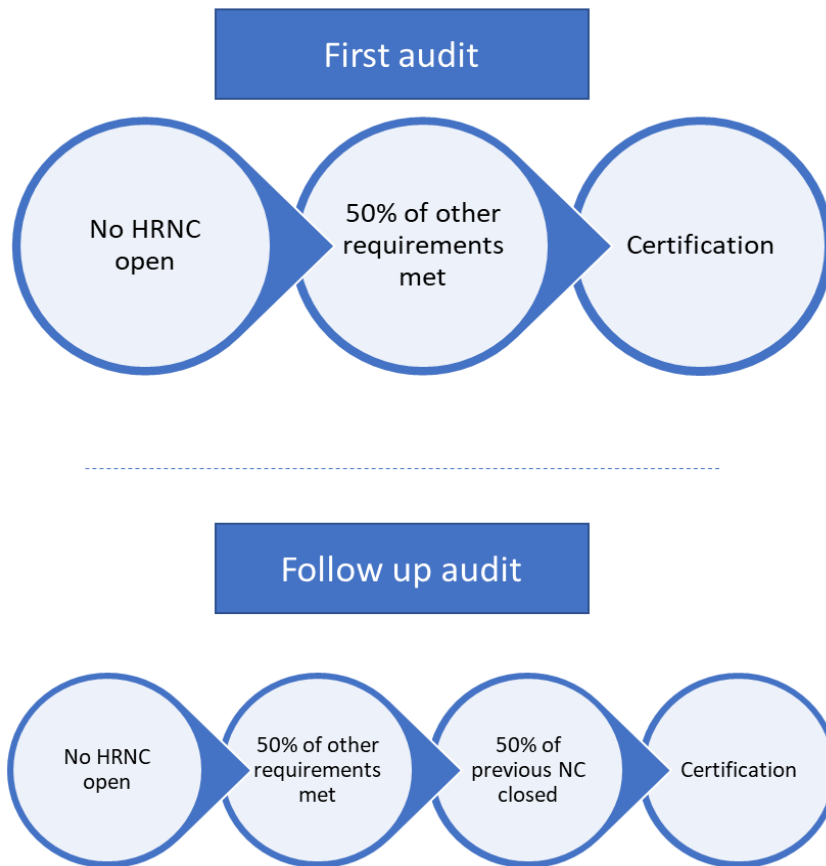 First audit
No HRNC
open
50% of other
requirements
met
Certification
Follow up audit
No HRNC
open
50% of other
requirements
met
50% of
previous NC
closed
Certification